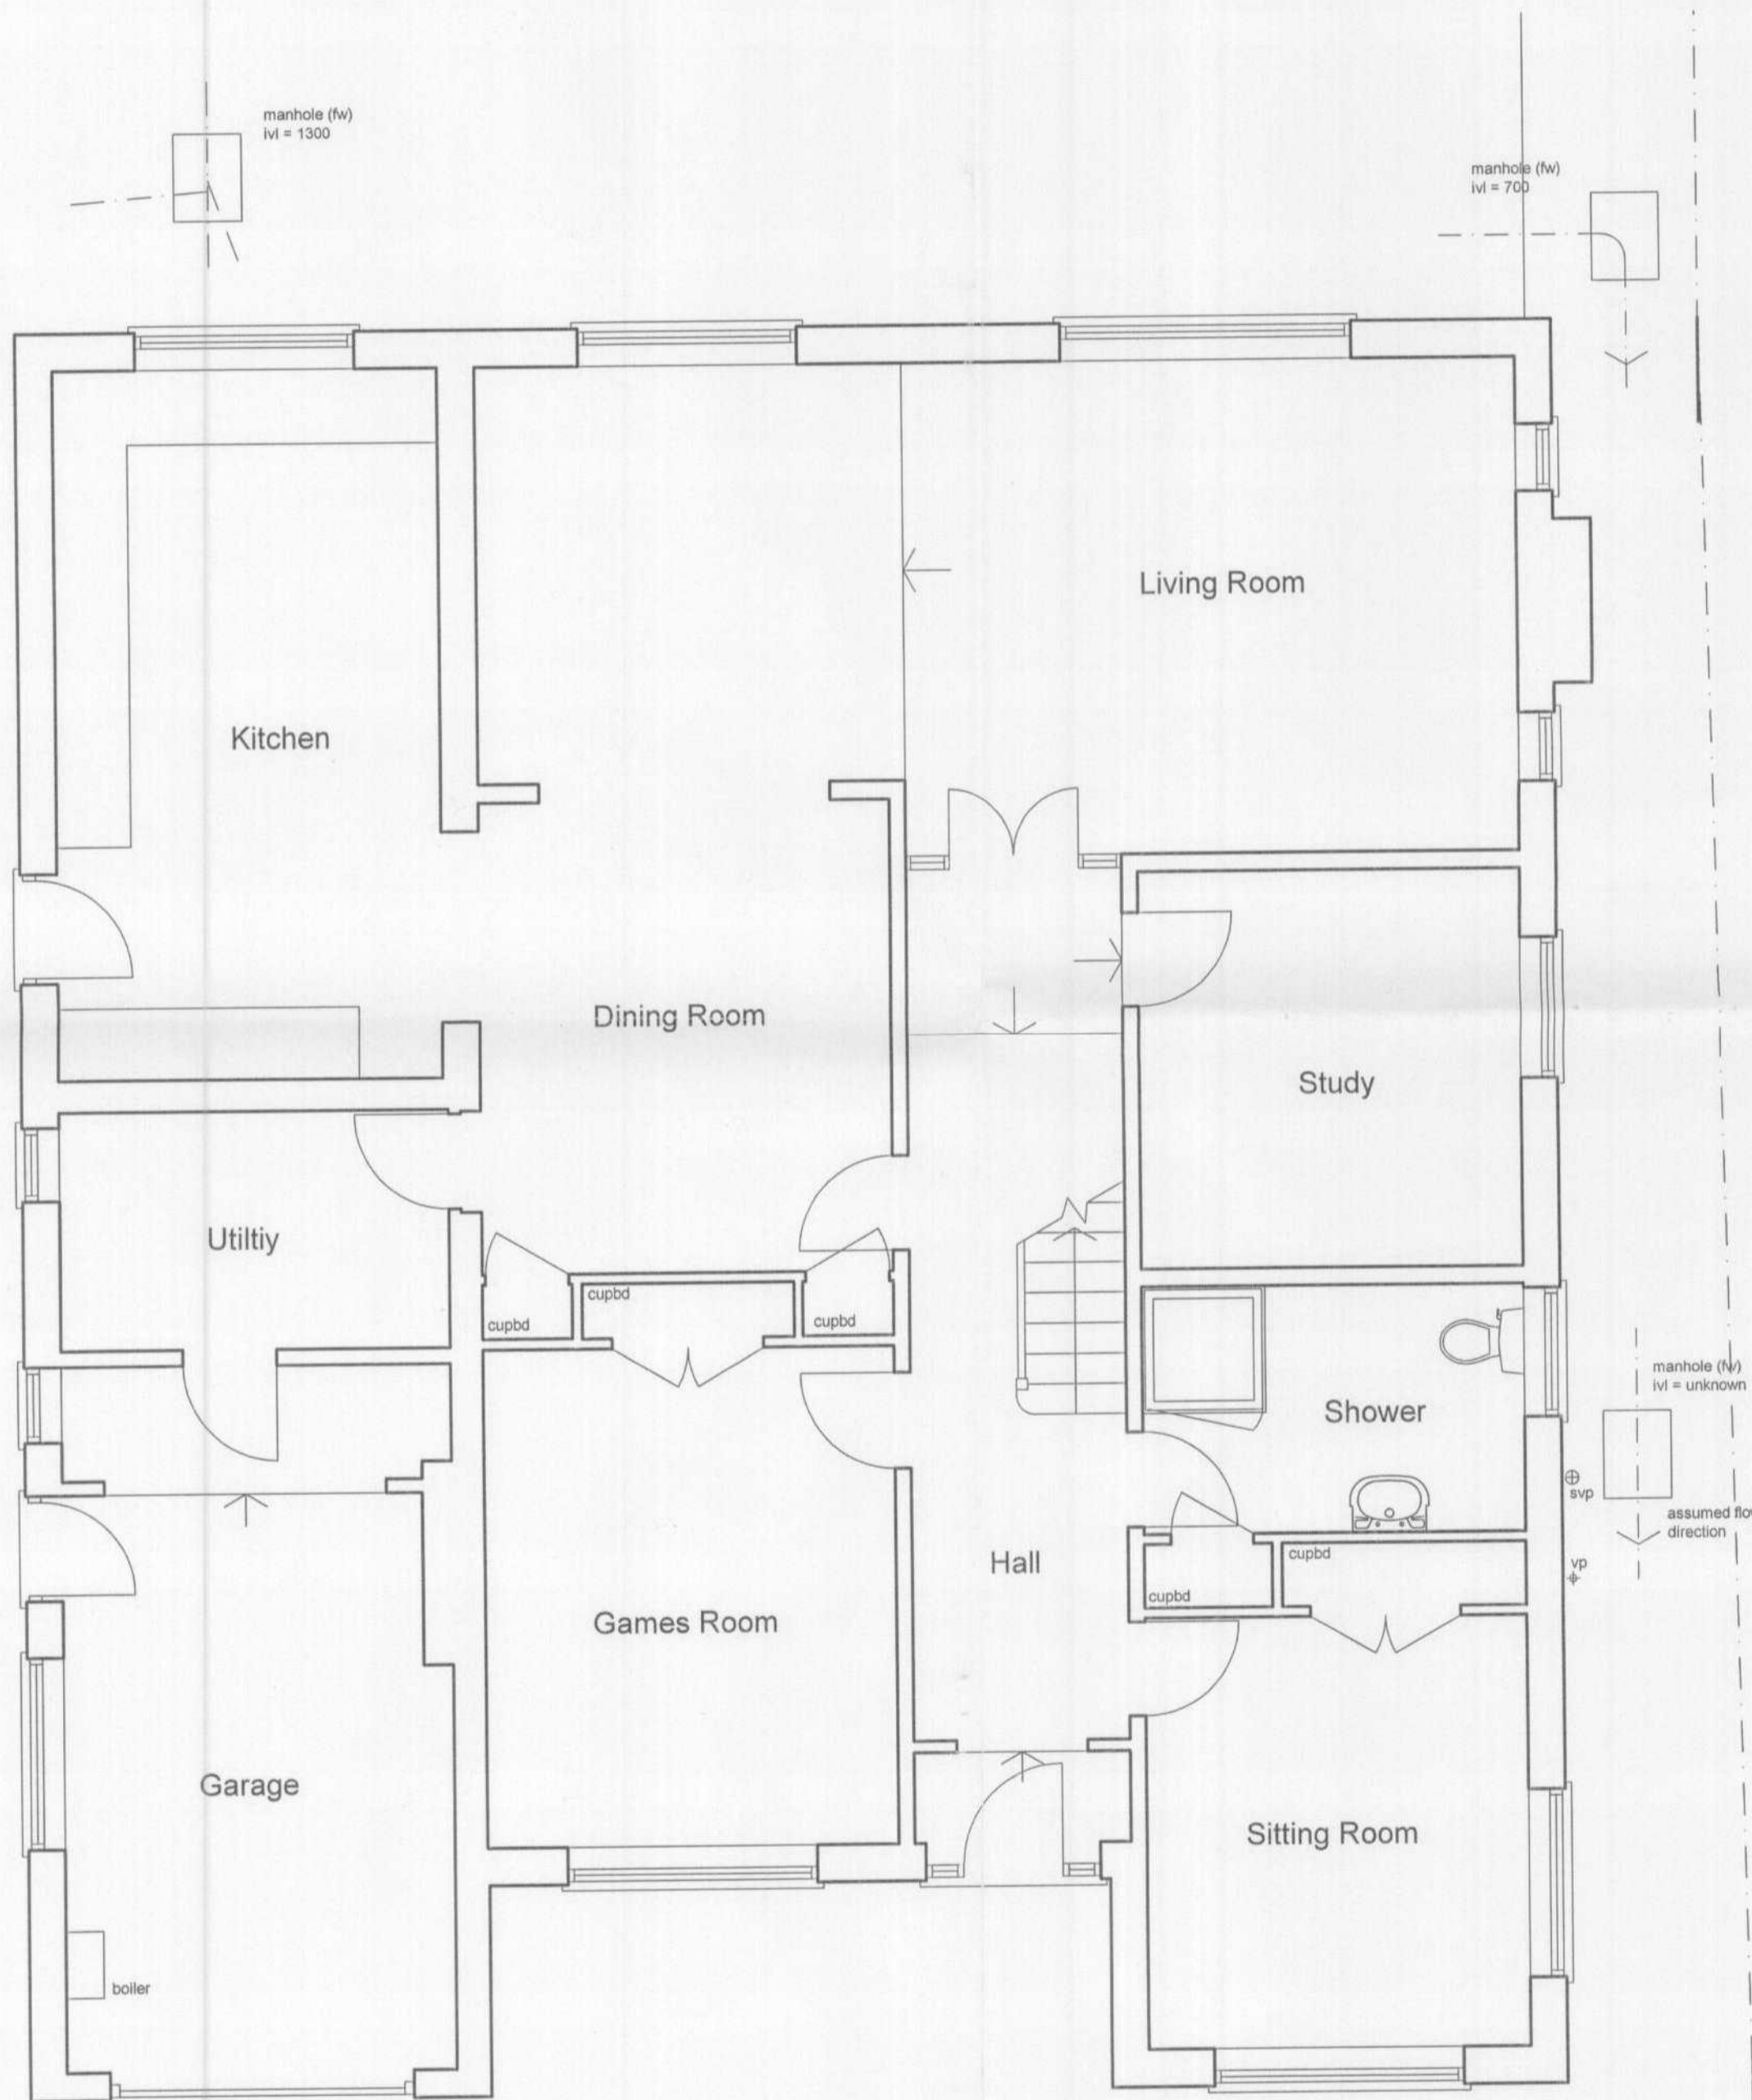 manhole (fw)
ivl = 1300
manhole (fw)
ivl = 700
Living Room
Kitchen
Dining Room
Study
Utiltiy
cupbd
cupbd
cupbd
manhole (fw)
ivl = unknown
Shower
svp
assumed flo
direction
Hall
cupbd
vp
cupbd
Games Room
Garage
Sitting Room
boiler